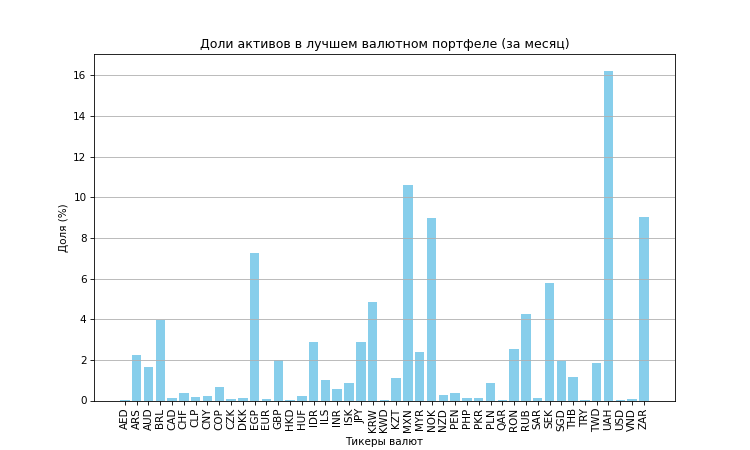 Доли активов в лучшем валютном портфеле (за месяц)
Доля (%)
16
14
12
10
8
6
4
2
0
AED ARS AUD BRL CAD CHF CLP CNY COP CZK DKK EGP EUR GBP HKD HUF IDR ILS INR ISK JPY KRW KWD KZT MXN MYR NOK NZD PEN PHP PKR PLN QAR RON RUB SAR SEK SGD THB TRY TWD UAH USD VND ZAR
Тикеры валют